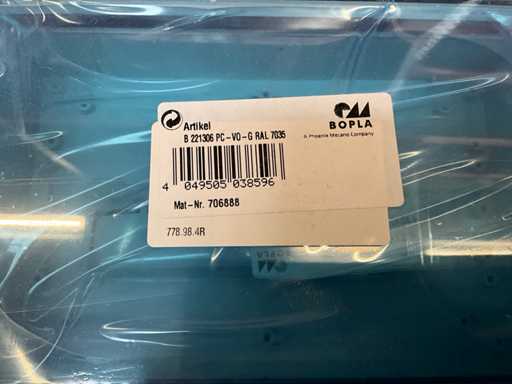 Artikel
B 221306 PC-VO-G RAL 7035
BOPLA
A Phoenix Mecano Company
4 049505 038596
Mat-Nr. 706888
778.98.4R